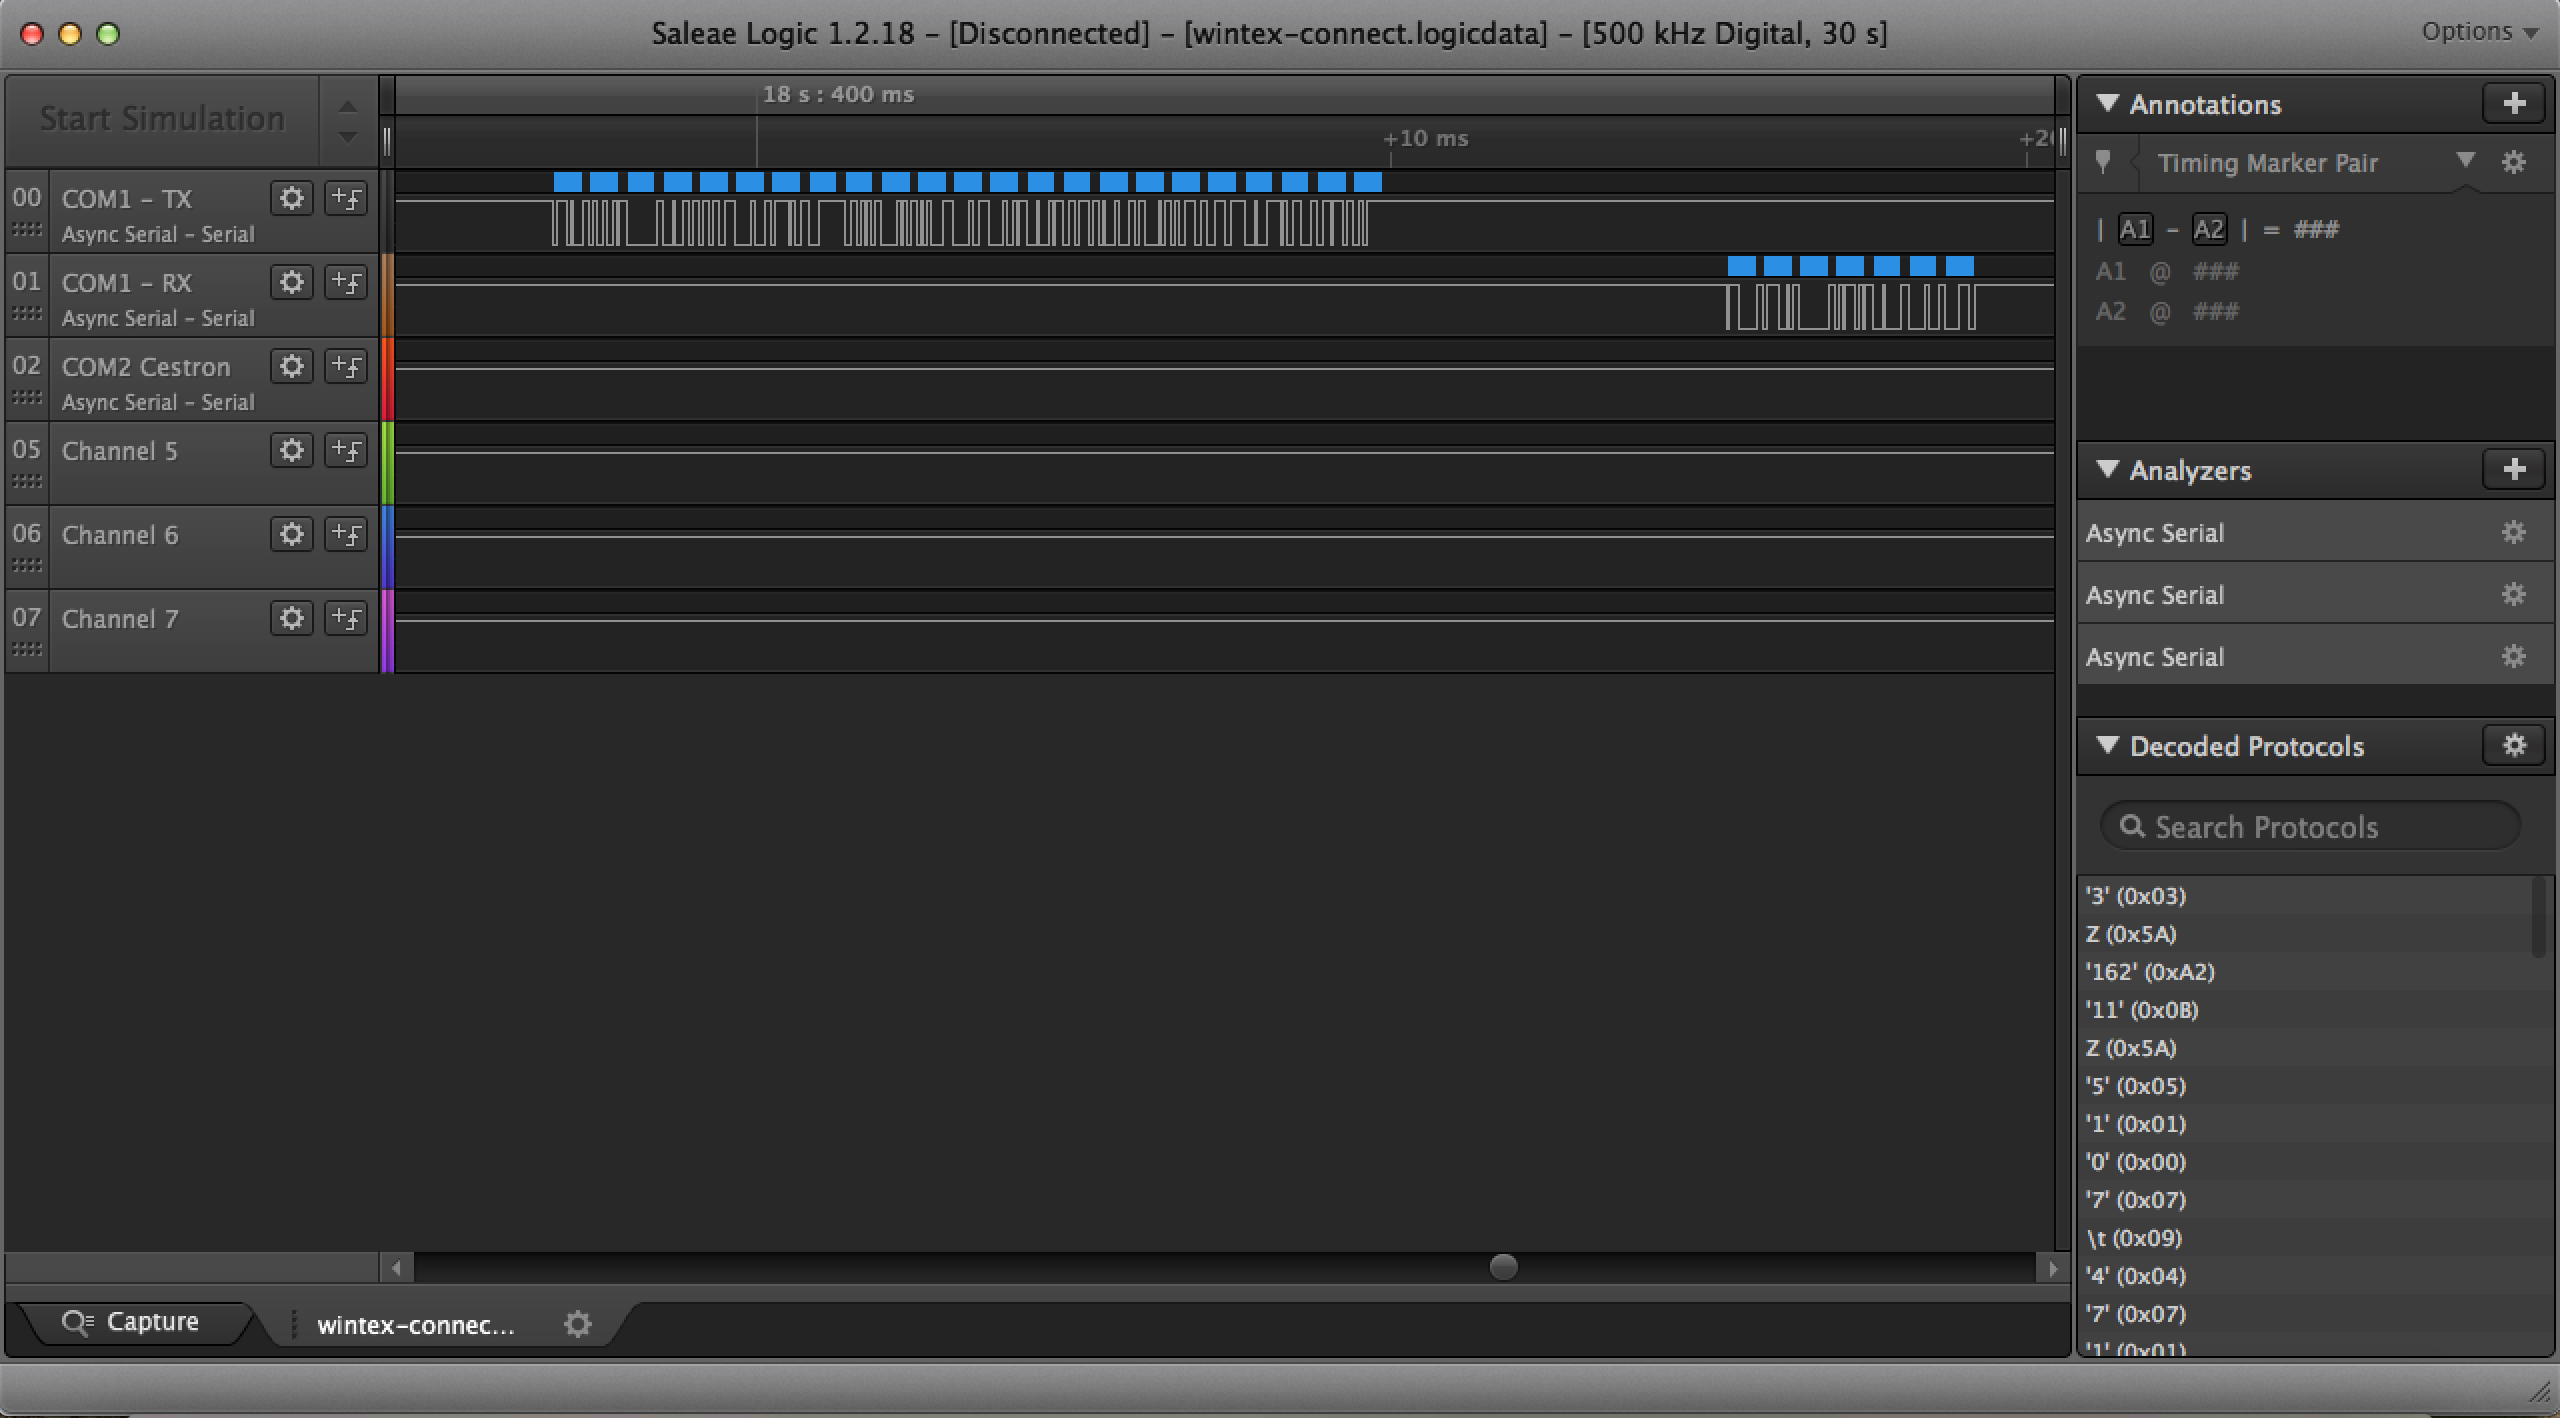 Saleae Logic 1.2.18 – [Disconnected] – [wintex-connect.logicdata] – [500 kHz Digital, 30 s]
Options
Start Simulation
18 s : 400 ms
+10 ms
+20
00 COM1 – TX
Async Serial – Serial
01 COM1 – RX
Async Serial – Serial
02 COM2 Cestron
Async Serial – Serial
05 Channel 5
06 Channel 6
07 Channel 7
Capture
wintex-connec...
Annotations
Timing Marker Pair
| A1 – A2 | = ###
A1 @ ###
A2 @ ###
Analyzers
Async Serial
Async Serial
Async Serial
Decoded Protocols
Search Protocols
'3' (0x03)
Z (0x5A)
'162' (0xA2)
'11' (0x0B)
Z (0x5A)
'5' (0x05)
'1' (0x01)
'0' (0x00)
'7' (0x07)
\t (0x09)
'4' (0x04)
'7' (0x07)
'1' (0x01)